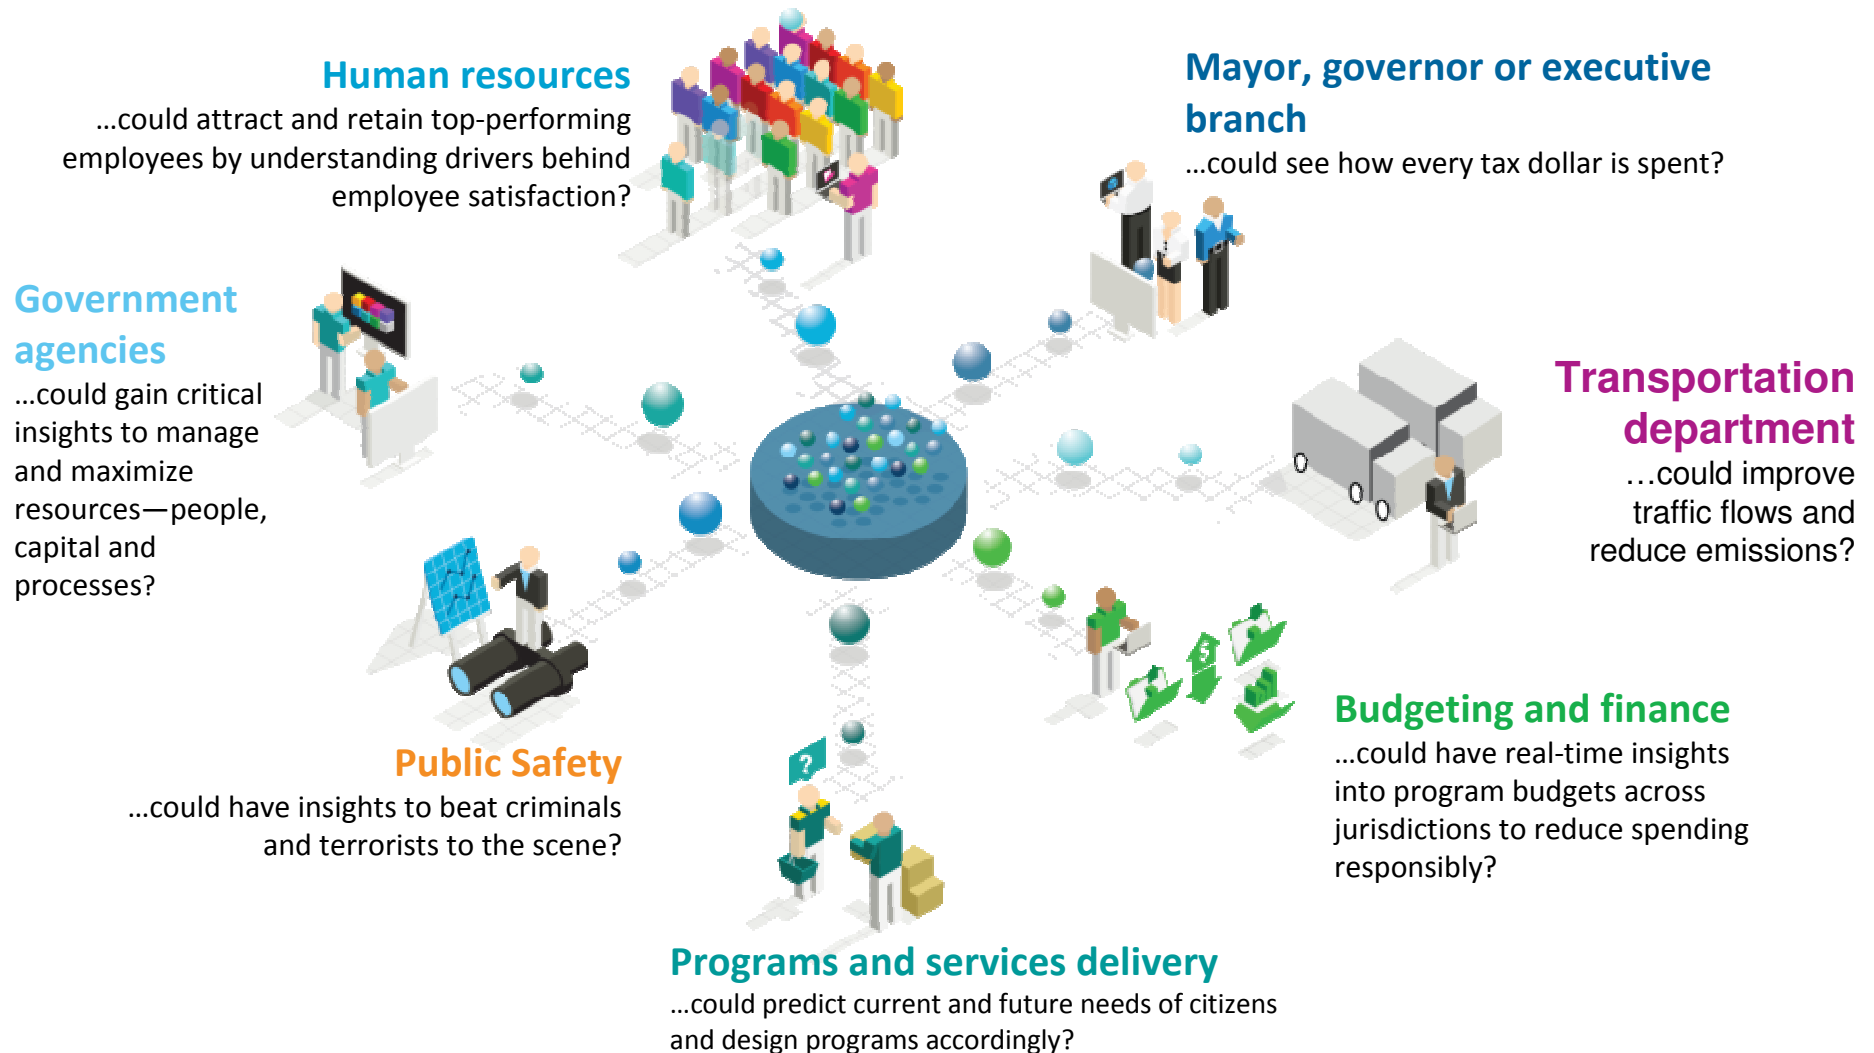 Human resources
...could attract and retain top-performing
employees by understanding drivers behind
employee satisfaction?
Mayor, governor or executive
branch
...could see how every tax dollar is spent?
Government
agencies
...could gain critical
insights to manage
and maximize
resources—people,
capital and
processes?
Transportation
department
...could improve
traffic flows and
reduce emissions?
Public Safety
...could have insights to beat criminals
and terrorists to the scene?
$
Budgeting and finance
...could have real-time insights
into program budgets across
jurisdictions to reduce spending
responsibly?
?
Programs and services delivery
...could predict current and future needs of citizens
and design programs accordingly?